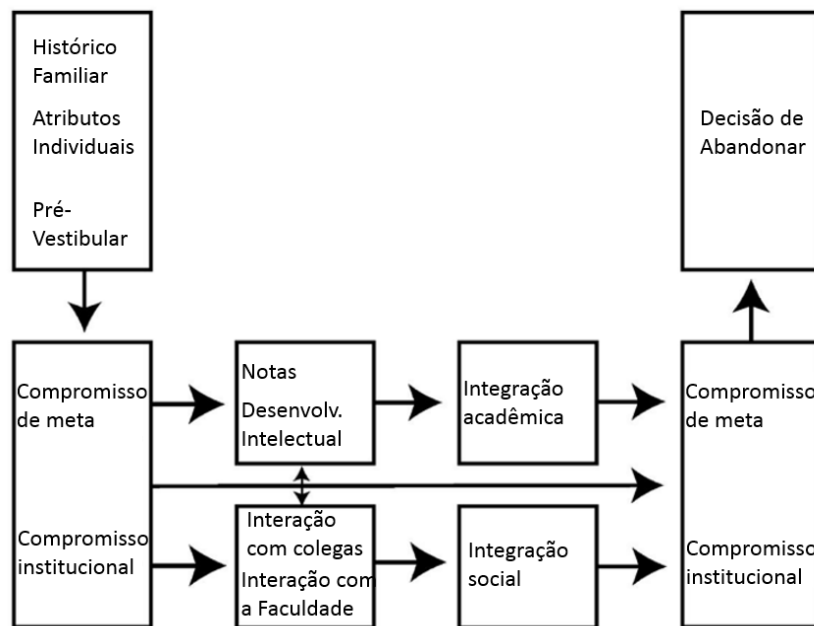 Histórico
Familiar
Atributos
Individuais
Pré-
Vestibular
Decisão de
Abandonar
Compromisso
de meta
Compromisso
institucional
Notas
Desenvolv.
Intelectual
Interação
com colegas
Interação com
a Faculdade
Integração
acadêmica
Integração
social
Compromisso
de meta
Compromisso
institucional